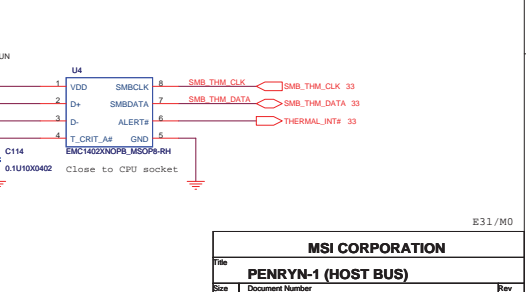 UN
U4
1 VDD SMBCLK 8 SMB_THM_CLK SMB_THM_CLK 33
2 D+ SMBDATA 7 SMB_THM_DATA SMB_THM_DATA 33
3 D- ALERT# 6 THERMAL_INT# 33
4 T_CRIT_A# GND 5
C114 EMC1402XNOPB_MSOP8-RH
0.1U10X0402 Close to CPU socket
E31/M0
MSI CORPORATION
Title
PENRYN-1 (HOST BUS)
Size Document Number Rev